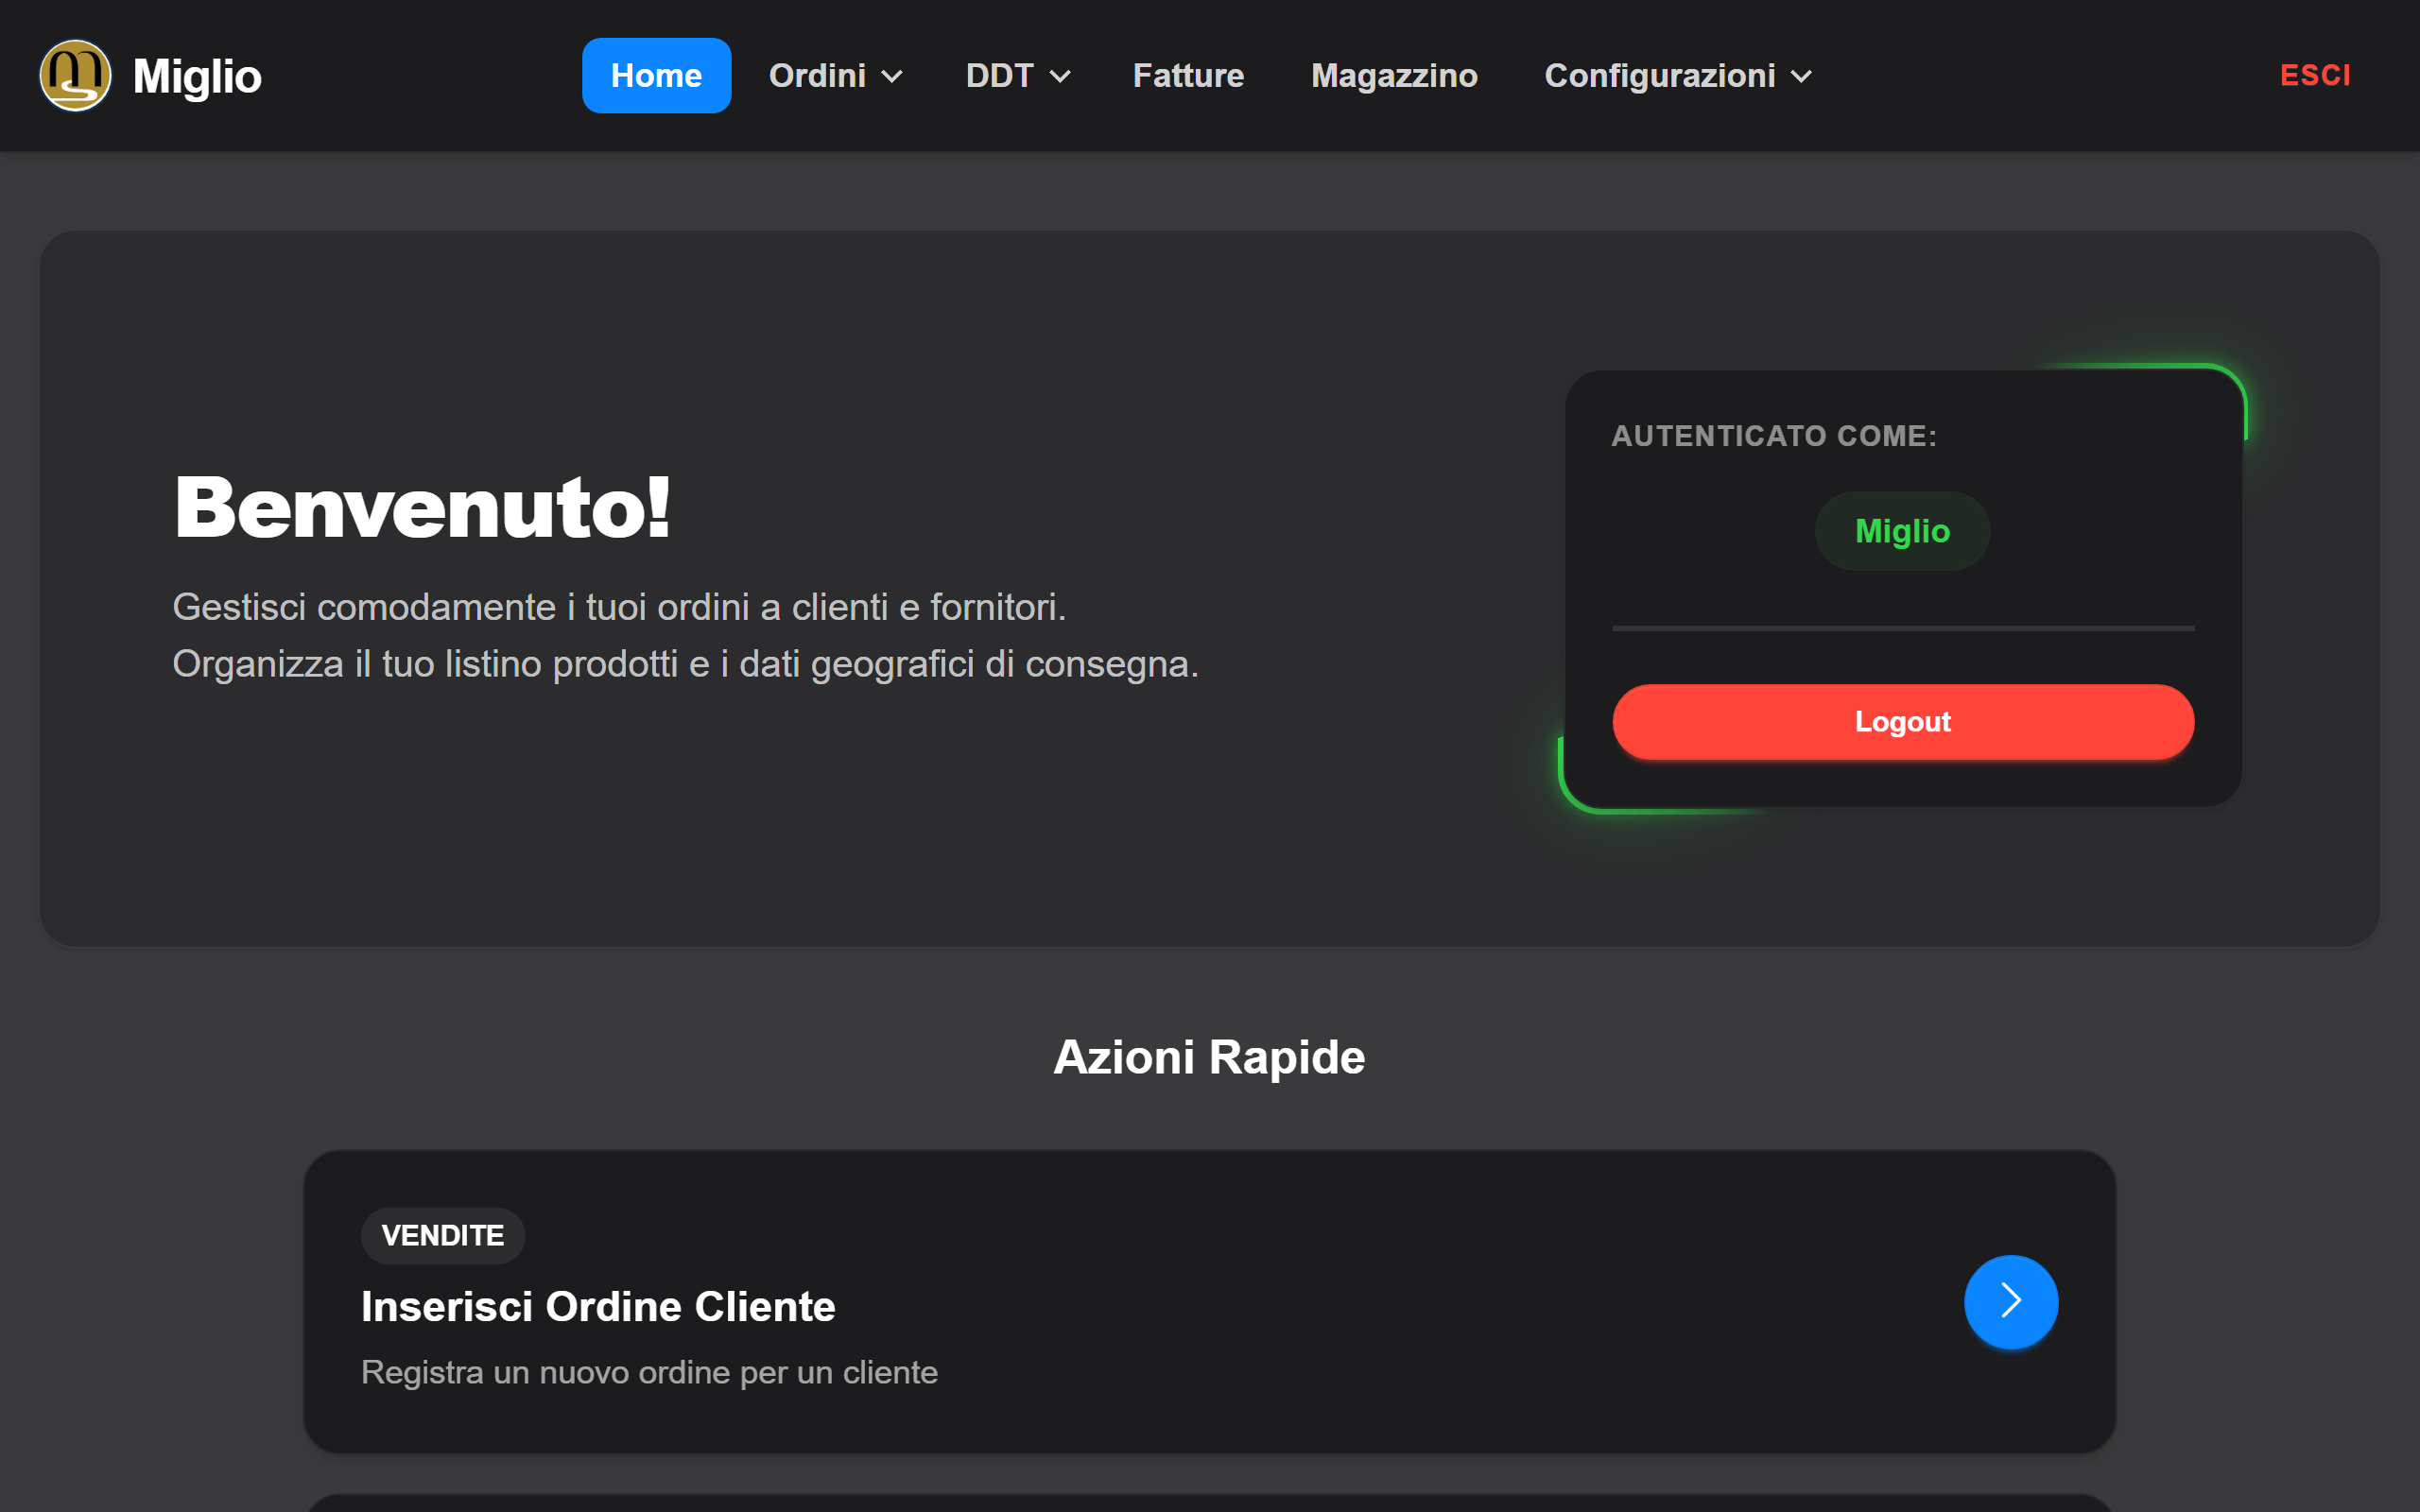 Miglio
Home
Ordini
DDT
Fatture
Magazzino
Configurazioni
ESCI
Benvenuto!
Gestisci comodamente i tuoi ordini a clienti e fornitori.
Organizza il tuo listino prodotti e i dati geografici di consegna.
AUTENTICATO COME:
Miglio
Logout
Azioni Rapide
VENDITE
Inserisci Ordine Cliente
Registra un nuovo ordine per un cliente